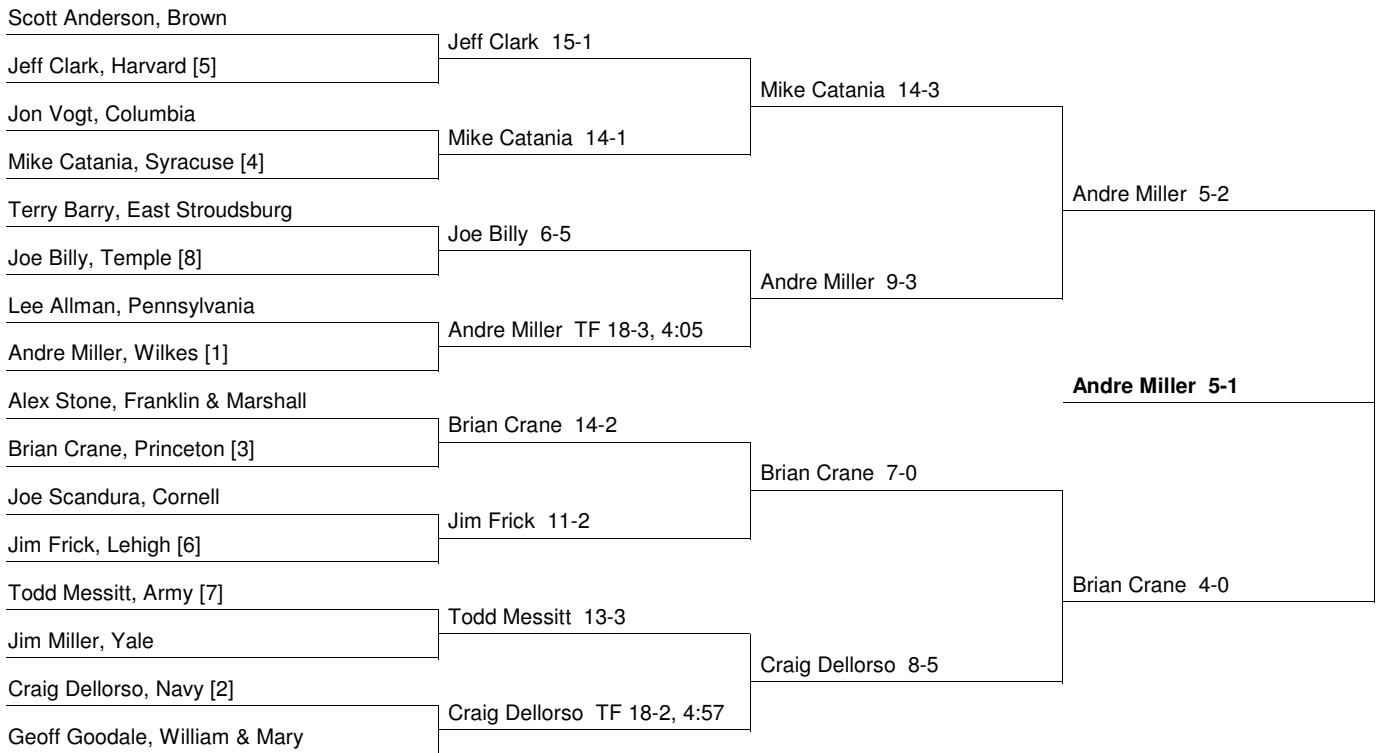 Scott Anderson, Brown
Jeff Clark, Harvard [5]
Jon Vogt, Columbia
Mike Catania, Syracuse [4]
Terry Barry, East Stroudsburg
Joe Billy, Temple [8]
Lee Allman, Pennsylvania
Andre Miller, Wilkes [1]
Alex Stone, Franklin & Marshall
Brian Crane, Princeton [3]
Joe Scandura, Cornell
Jim Frick, Lehigh [6]
Todd Messitt, Army [7]
Jim Miller, Yale
Craig Dellorso, Navy [2]
Geoff Goodale, William & Mary
Jeff Clark 15-1
Mike Catania 14-1
Joe Billy 6-5
Andre Miller TF 18-3, 4:05
Brian Crane 14-2
Jim Frick 11-2
Todd Messitt 13-3
Craig Dellorso TF 18-2, 4:57
Mike Catania 14-3
Andre Miller 9-3
Brian Crane 7-0
Craig Dellorso 8-5
Andre Miller 5-2
Andre Miller 5-1
Brian Crane 4-0